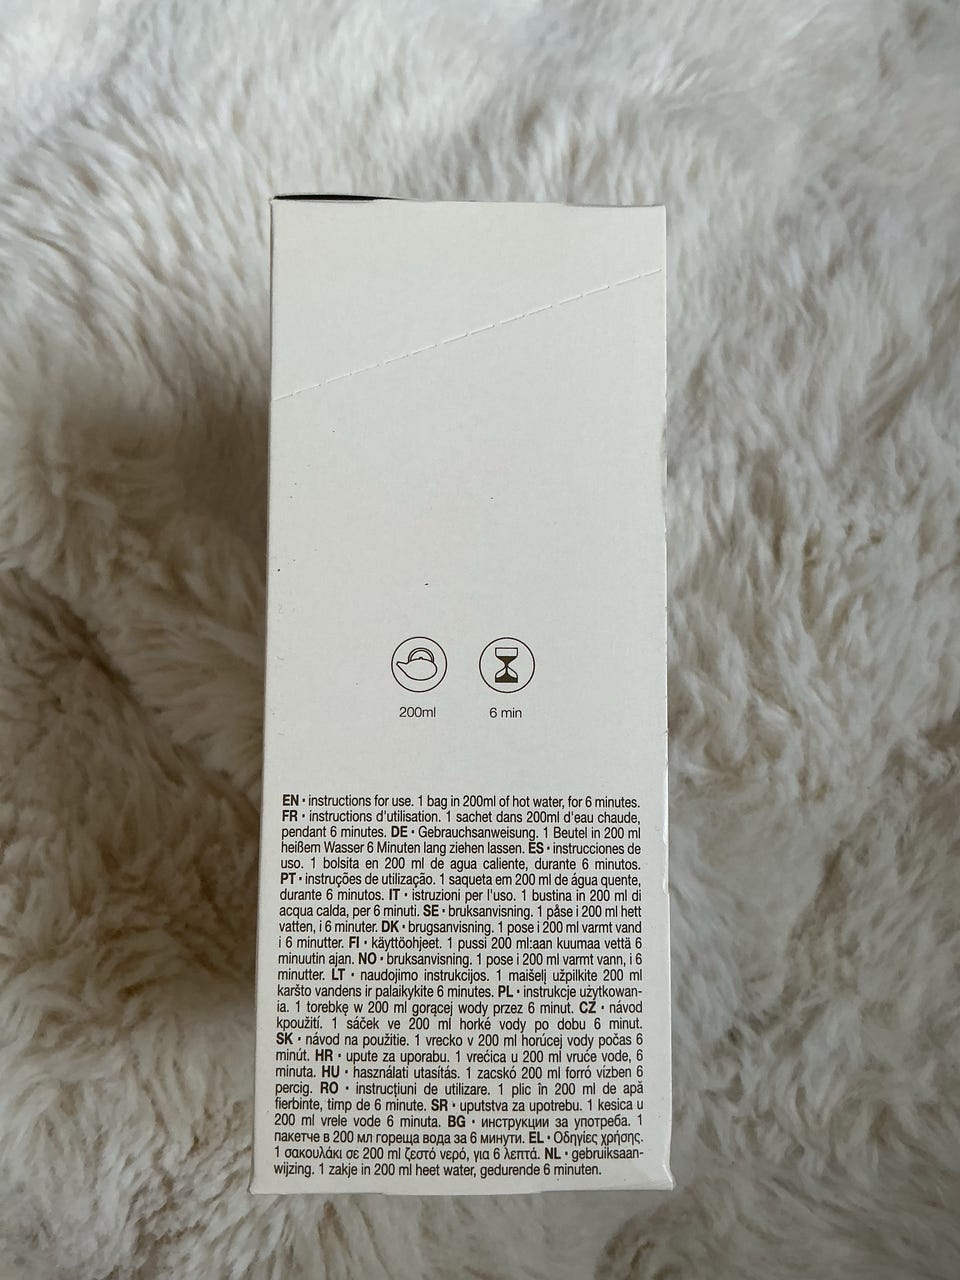 200ml
6 min
EN • instructions for use. 1 bag in 200ml of hot water, for 6 minutes.
FR • instructions d'utilisation. 1 sachet dans 200ml d'eau chaude,
pendant 6 minutes. DE • Gebrauchsanweisung. 1 Beutel in 200 ml
heißem Wasser 6 Minuten lang ziehen lassen. ES • instrucciones de
uso. 1 bolsita en 200 ml de agua caliente, durante 6 minutos.
PT • instruções de utilização. 1 saqueta em 200 ml de água quente,
durante 6 minutos. IT • istruzioni per l'uso. 1 bustina in 200 ml di
acqua calda, per 6 minuti. SE • bruksanvisning. 1 påse i 200 ml hett
vatten, i 6 minuter. DK • brugsanvisning. 1 pose i 200 ml varmt vand
i 6 minutter. FI • käyttöohjeet. 1 pussi 200 ml:aan kuumaa vettä 6
minuutin ajan. NO • bruksanvisning. 1 pose i 200 ml varmt vann, i 6
minutter. LT • naudojimo instrukcijos. 1 maišelį užpilkite 200 ml
karšto vandens ir palaikykite 6 minutes. PL • instrukcje użytkowan-
ia. 1 torebkę w 200 ml gorącej wody przez 6 minut. CZ • návod
kpoužití. 1 sáček ve 200 ml horké vody po dobu 6 minut.
SK • návod na použitie. 1 vrecko v 200 ml horúcej vody počas 6
minút. HR • upute za uporabu. 1 vrećica u 200 ml vruće vode, 6
minuta. HU • használati utasítás. 1 zacskó 200 ml forró vízben 6
percig. RO • instrucțiuni de utilizare. 1 plic în 200 ml de apă
fierbinte, timp de 6 minute. SR • uputstva za upotrebu. 1 kesica u
200 ml vrele vode 6 minuta. BG • инструкции за употреба. 1
пакетче в 200 мл гореща вода за 6 минути. EL • Οδηγίες χρήσης.
1 σακουλάκι σε 200 ml ζεστό νερό, για 6 λεπτά. NL • gebruiksaan-
wijzing. 1 zakje in 200 ml heet water, gedurende 6 minuten.